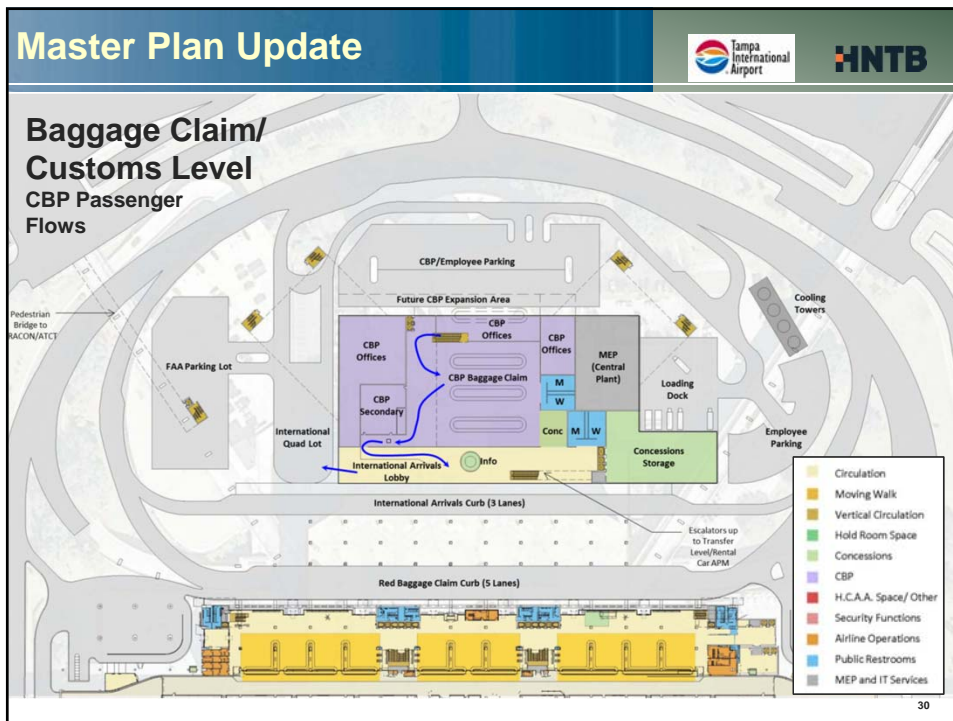 Master Plan Update
Tampa
International
Airport
HNTB
Baggage Claim/
Customs Level
CBP Passenger
Flows
CBP/Employee Parking
Future CBP Expansion Area
Pedestrian
Bridge to
RACON/ATCT
FAA Parking Lot
CBP
Offices
CBP
Offices
CBP
Offices
MEP
(Central
Plant)
Cooling
Towers
CBP Baggage Claim
CBP
Secondary
M
W
Loading
Dock
International
Quad Lot
Conc
M
W
Concessions
Storage
Employee
Parking
Info
International Arrivals
Lobby
International Arrivals Curb (3 Lanes)
Escalators up
to Transfer
Level/Rental
Car APM
Red Baggage Claim Curb (5 Lanes)
Circulation
Moving Walk
Vertical Circulation
Hold Room Space
Concessions
CBP
H.C.A.A. Space/ Other
Security Functions
Airline Operations
Public Restrooms
MEP and IT Services
30